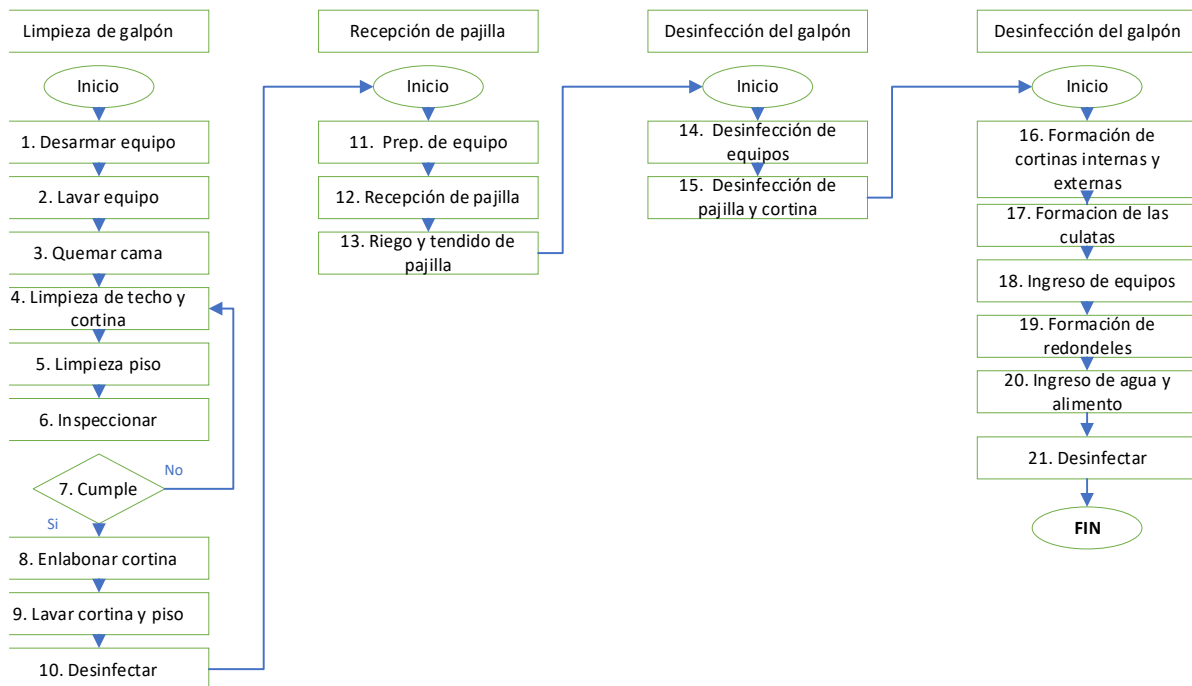 Limpieza de galpón
Inicio
1. Desarmar equipo
2. Lavar equipo
3. Quemar cama
4. Limpieza de techo y
cortina
5. Limpieza piso
6. Inspeccionar
7. Cumple
No
Si
8. Enlabonar cortina
9. Lavar cortina y piso
10. Desinfectar
Recepción de pajilla
Inicio
11. Prep. de equipo
12. Recepción de pajilla
13. Riego y tendido de
pajilla
Desinfección del galpón
Inicio
14. Desinfección de
equipos
15. Desinfección de
pajilla y cortina
Desinfección del galpón
Inicio
16. Formación de
cortinas internas y
externas
17. Formacion de las
culatas
18. Ingreso de equipos
19. Formación de
redondeles
20. Ingreso de agua y
alimento
21. Desinfectar
FIN